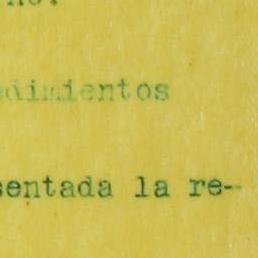 dimientos
sentada la re--